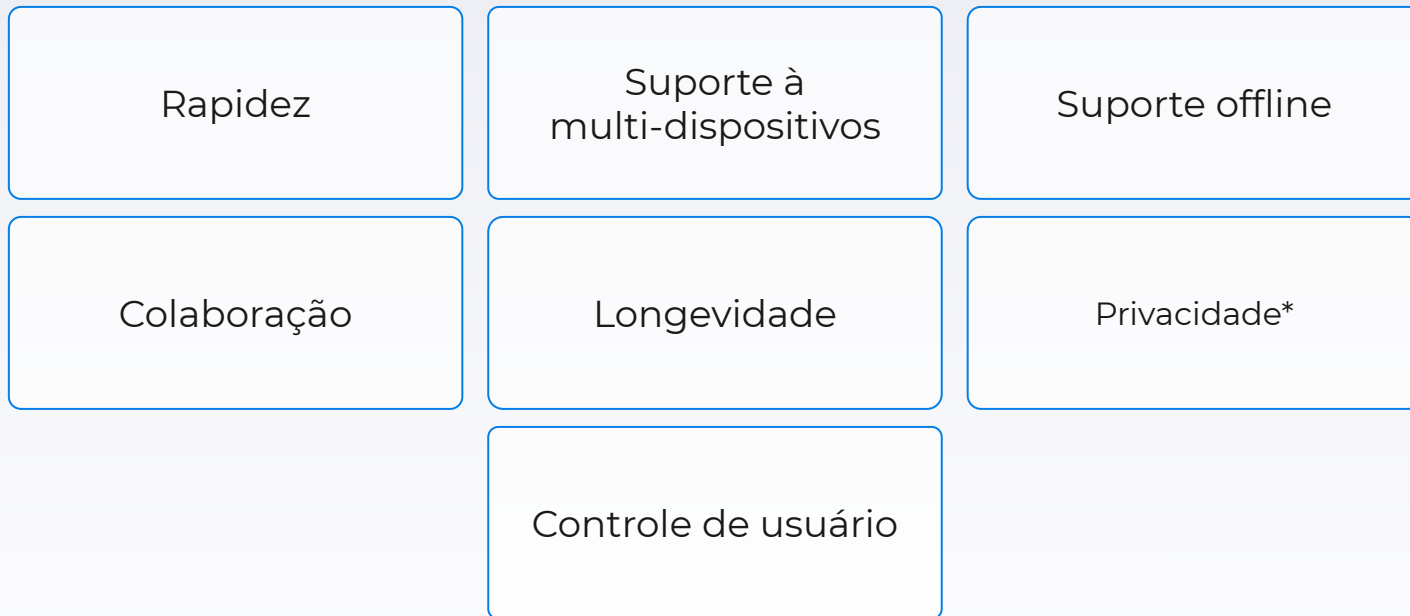 Rapidez
Suporte à
multi-dispositivos
Suporte offline
Colaboração
Longevidade
Privacidade*
Controle de usuário